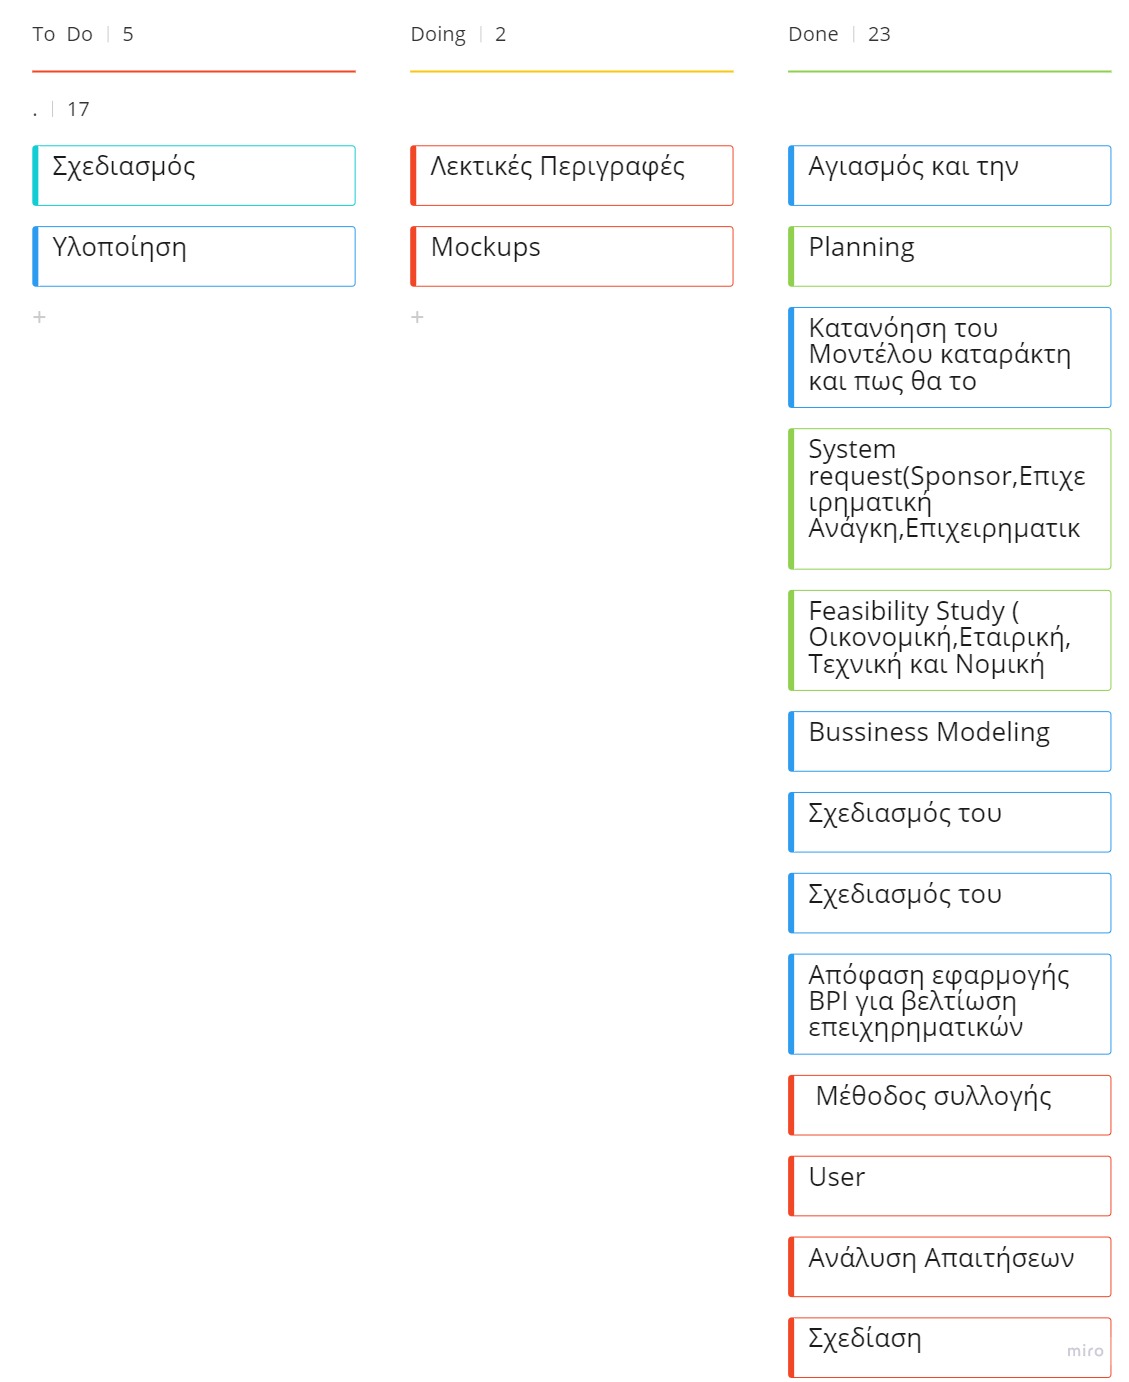 To Do | 5
Doing | 2
Done | 23
. | 17
Σχεδιασμός
Υλοποίηση
+
Λεκτικές Περιγραφές
Mockups
+
Αγιασμός και την
Planning
Κατανόηση του
Μοντέλου καταράκτη
και πως θα το
System
request(Sponsor,Επιχε
ιρηματική
Ανάγκη,Επιχειρηματικ
Feasibility Study (
Οικονομική,Εταιρική,
Τεχνική και Νομική
Bussiness Modeling
Σχεδιασμός του
Σχεδιασμός του
Απόφαση εφαρμογής
BPI για βελτίωση
επειχηρηματικών
Μέθοδος συλλογής
User
Ανάλυση Απαιτήσεων
Σχεδίαση
miro